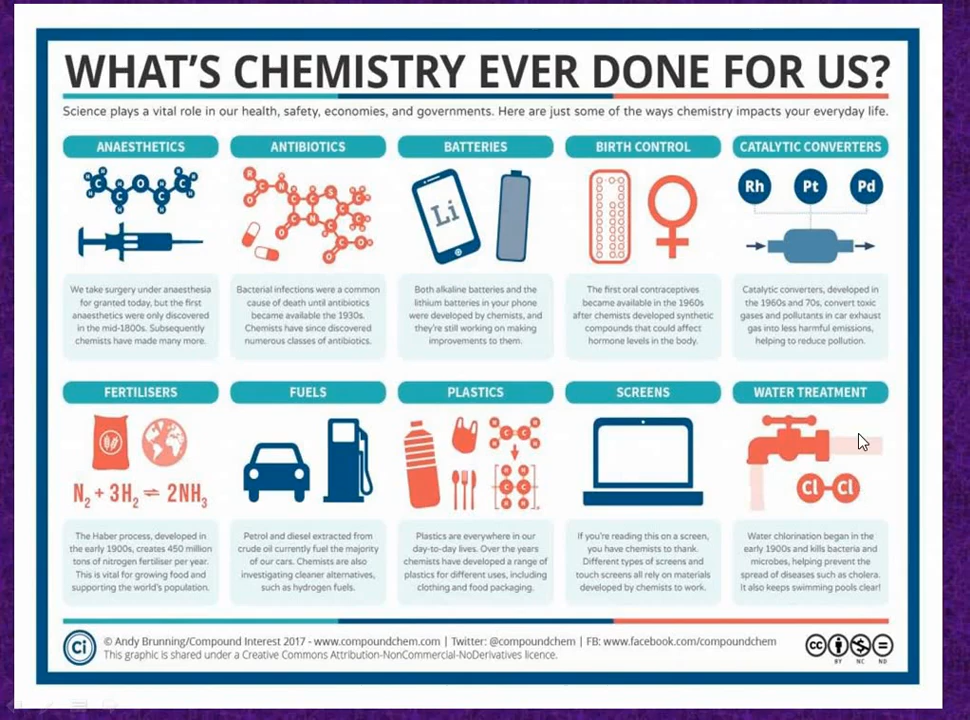 WHAT'S CHEMISTRY EVER DONE FOR US?
Science plays a vital role in our health, safety, economies, and governments. Here are just some of the ways chemistry impacts your everyday life.
ANAESTHETICS
We take surgery under anaesthesia
for granted today, but the first
anaesthetics were only discovered
in the mid-1800s. Subsequently
chemists have made many more.
ANTIBIOTICS
Bacterial infections were a common
cause of death until antibiotics
became available the 1930s.
Chemists have since discovered
numerous classes of antibiotics.
BATTERIES
Li
Both alkaline batteries and the
lithium batteries in your phone
were developed by chemists, and
they're still working on making
improvements to them.
BIRTH CONTROL
The first oral contraceptives
became available in the 1960s
after chemists developed synthetic
compounds that could affect
hormone levels in the body.
CATALYTIC CONVERTERS
Rh Pt Pd
Catalytic converters, developed in
the 1960s and 70s, convert toxic
gases and pollutants in car exhaust
gas into less harmful emissions,
helping to reduce pollution.
FERTILISERS
N₂ + 3H₂ ⇌ 2NH₃
The Haber process, developed in
the early 1900s, creates 450 million
tons of nitrogen fertiliser per year.
This is vital for growing food and
supporting the world's population.
FUELS
Petrol and diesel extracted from
crude oil currently fuel the majority
of our cars. Chemists are also
investigating cleaner alternatives,
such as hydrogen fuels.
PLASTICS
Plastics are everywhere in our
day-to-day lives. Over the years
chemists have developed a range of
plastics for different uses, including
clothing and food packaging.
SCREENS
If you're reading this on a screen,
you have chemists to thank.
Different types of screens and
touch screens all rely on materials
developed by chemists to work.
WATER TREATMENT
Cl Cl
Water chlorination began in the
early 1900s and kills bacteria and
microbes, helping prevent the
spread of diseases such as cholera.
It also keeps swimming pools clear!
Ci
© Andy Brunning/Compound Interest 2017 - www.compoundchem.com | Twitter: @compoundchem | FB: www.facebook.com/compoundchem
This graphic is shared under a Creative Commons Attribution-NonCommercial-NoDerivatives licence.
cc
BY NC ND